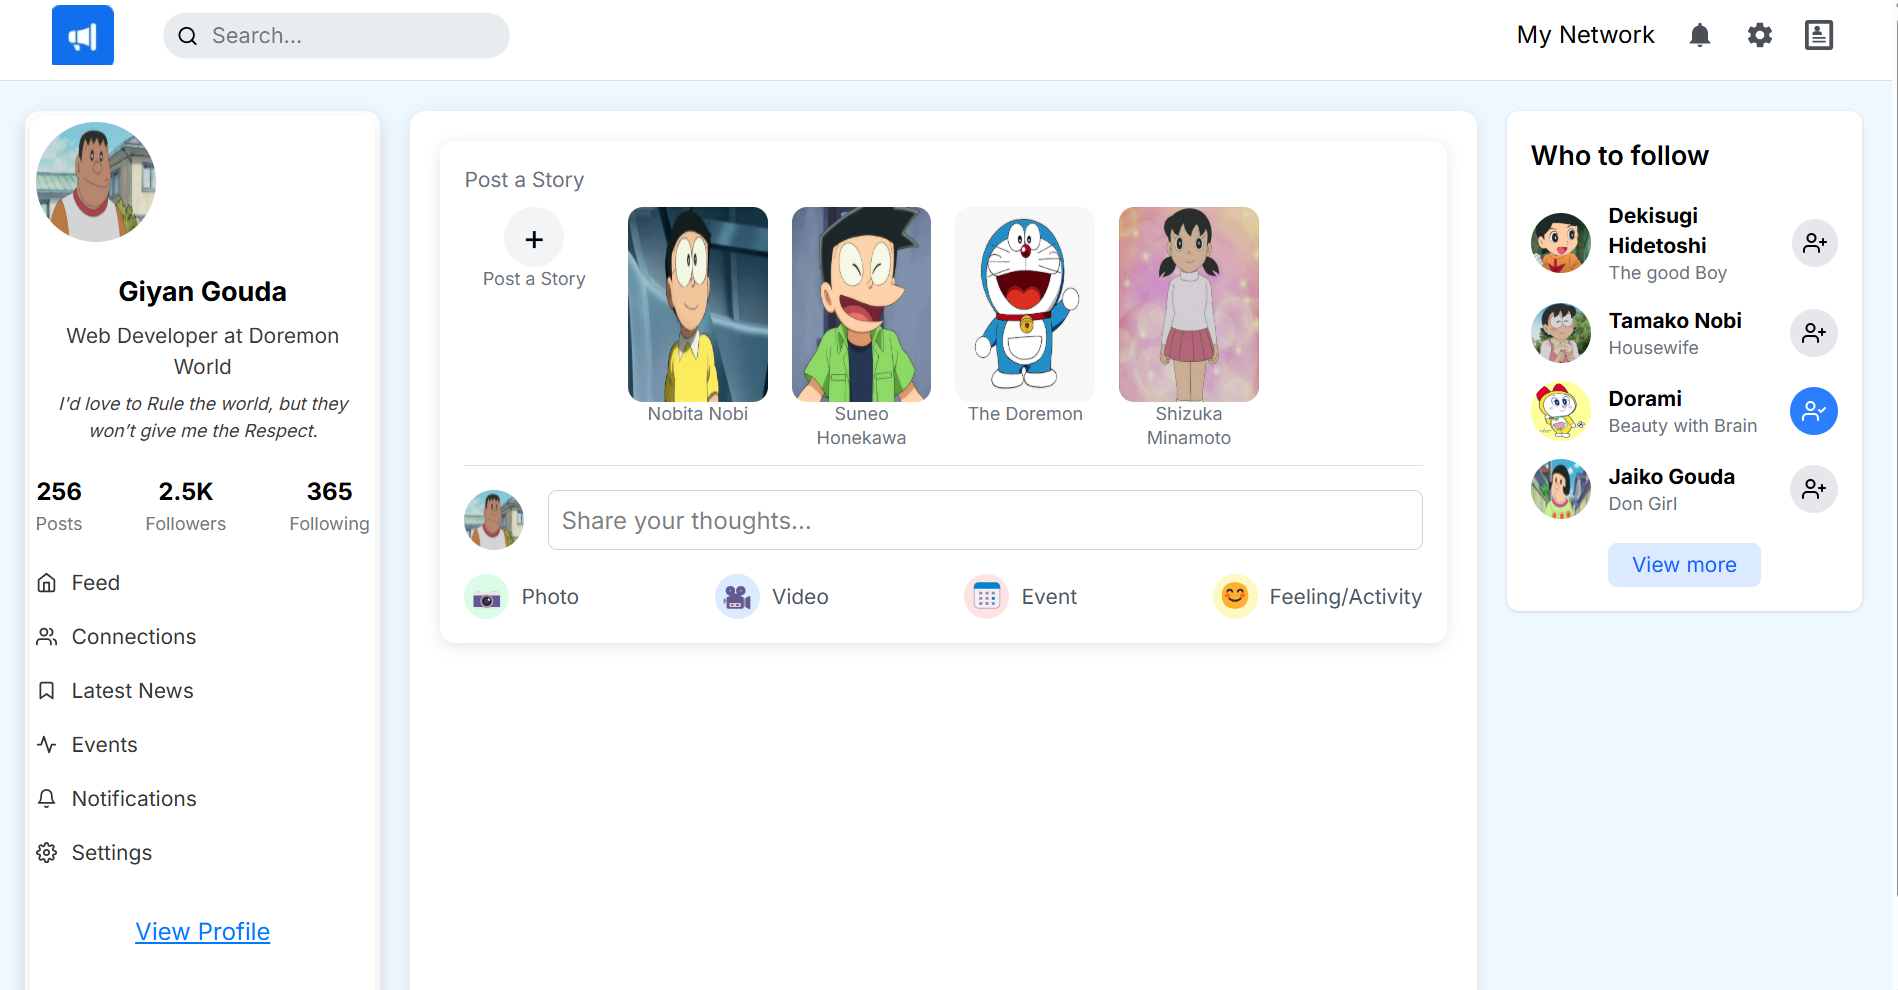 Search...
My Network
Giyan Gouda
Web Developer at Doremon
World
I'd love to Rule the world, but they
won't give me the Respect.
256
2.5K
365
Posts
Followers
Following
Feed
Connections
Latest News
Events
Notifications
Settings
View Profile
Post a Story
+
Post a Story
Nobita Nobi
Suneo
Honekawa
The Doremon
Shizuka
Minamoto
Share your thoughts...
Photo
Video
Event
Feeling/Activity
Who to follow
Dekisugi
Hidetoshi
The good Boy
Tamako Nobi
Housewife
Dorami
Beauty with Brain
Jaiko Gouda
Don Girl
View more